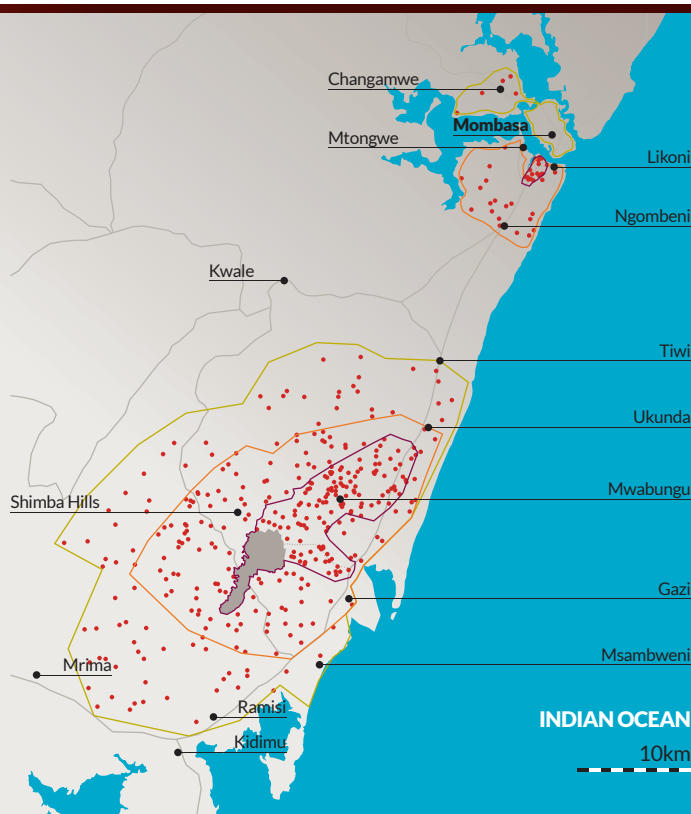 Changamwe
Mombasa
Mtongwe
Likoni
Ngombeni
Kwale
Tiwi
Ukunda
Mwabungu
Shimba Hills
Gazi
Msambweni
Mrima
Ramisi
INDIAN OCEAN
Kidimu
10km